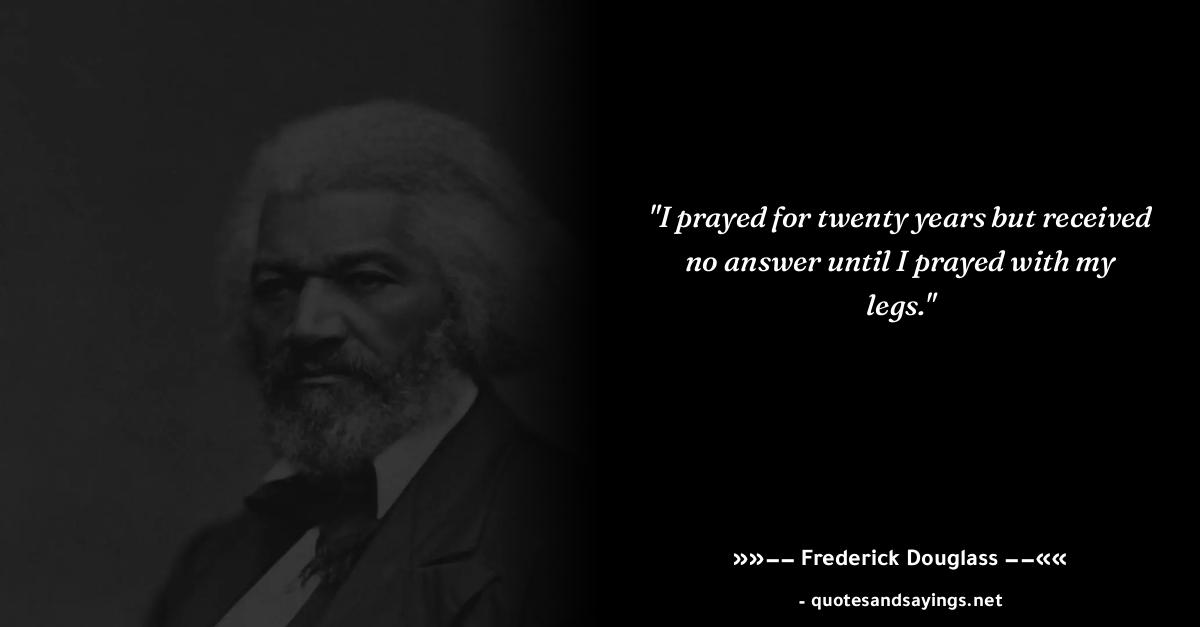 "I prayed for twenty years but received
no answer until I prayed with my
legs."
»»−− Frederick Douglass −−««
- quotesandsayings.net